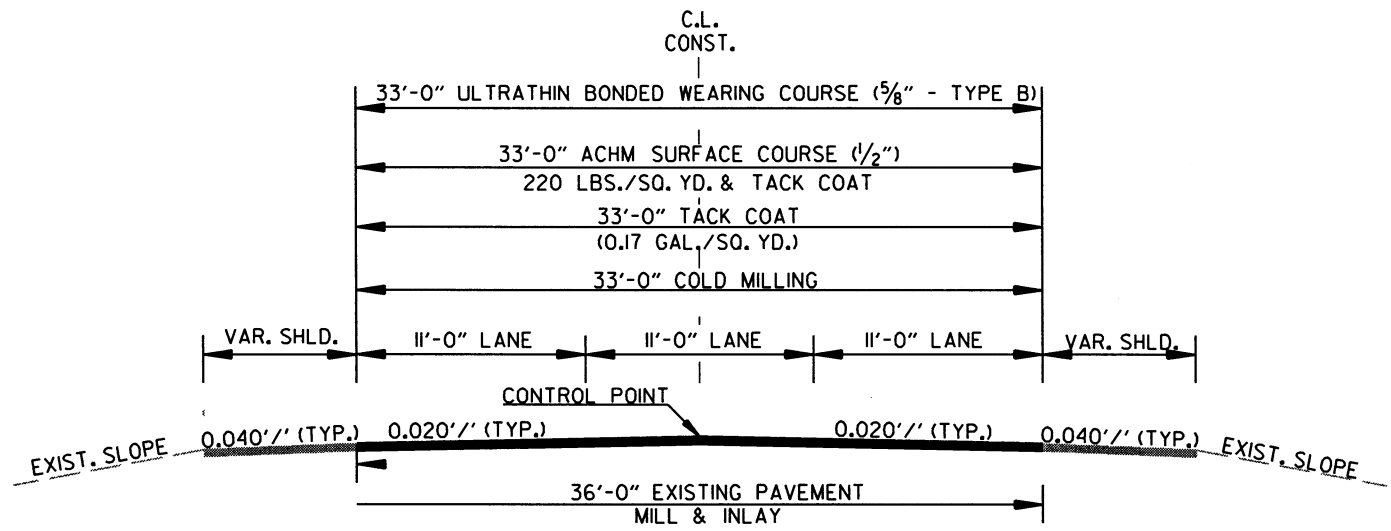 C.L.
CONST.
33'-0" ULTRATHIN BONDED WEARING COURSE (5/8" - TYPE B)
33'-0" ACHM SURFACE COURSE (1/2")
220 LBS./SQ. YD. & TACK COAT
33'-0" TACK COAT
(0.17 GAL./SQ. YD.)
33'-0" COLD MILLING
VAR. SHLD. 11'-0" LANE 11'-0" LANE 11'-0" LANE VAR. SHLD.
CONTROL POINT
EXIST. SLOPE 0.040'/' (TYP.) 0.020'/' (TYP.) 0.020'/' (TYP.) 0.040'/' (TYP.) EXIST. SLOPE
36'-0" EXISTING PAVEMENT
MILL & INLAY